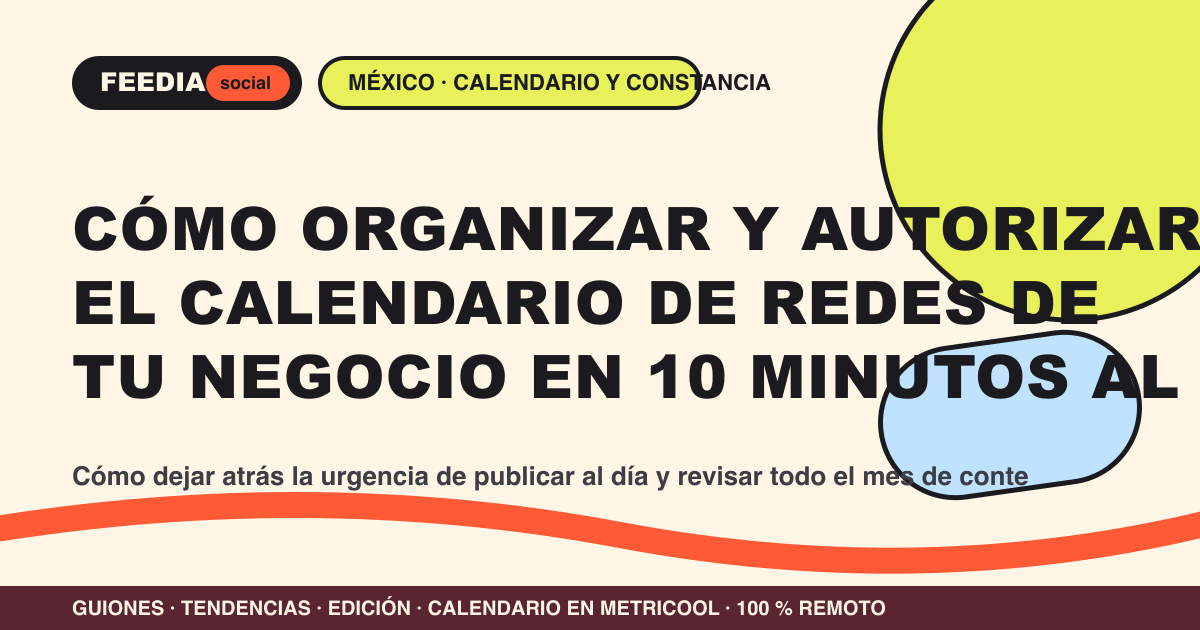 FEEDIA social
MÉXICO · CALENDARIO Y CONSTANCIA
CÓMO ORGANIZAR Y AUTORIZAR
EL CALENDARIO DE REDES DE
TU NEGOCIO EN 10 MINUTOS AL
Cómo dejar atrás la urgencia de publicar al día y revisar todo el mes de conte
GUIONES · TENDENCIAS · EDICIÓN · CALENDARIO EN METRICOOL · 100 % REMOTO